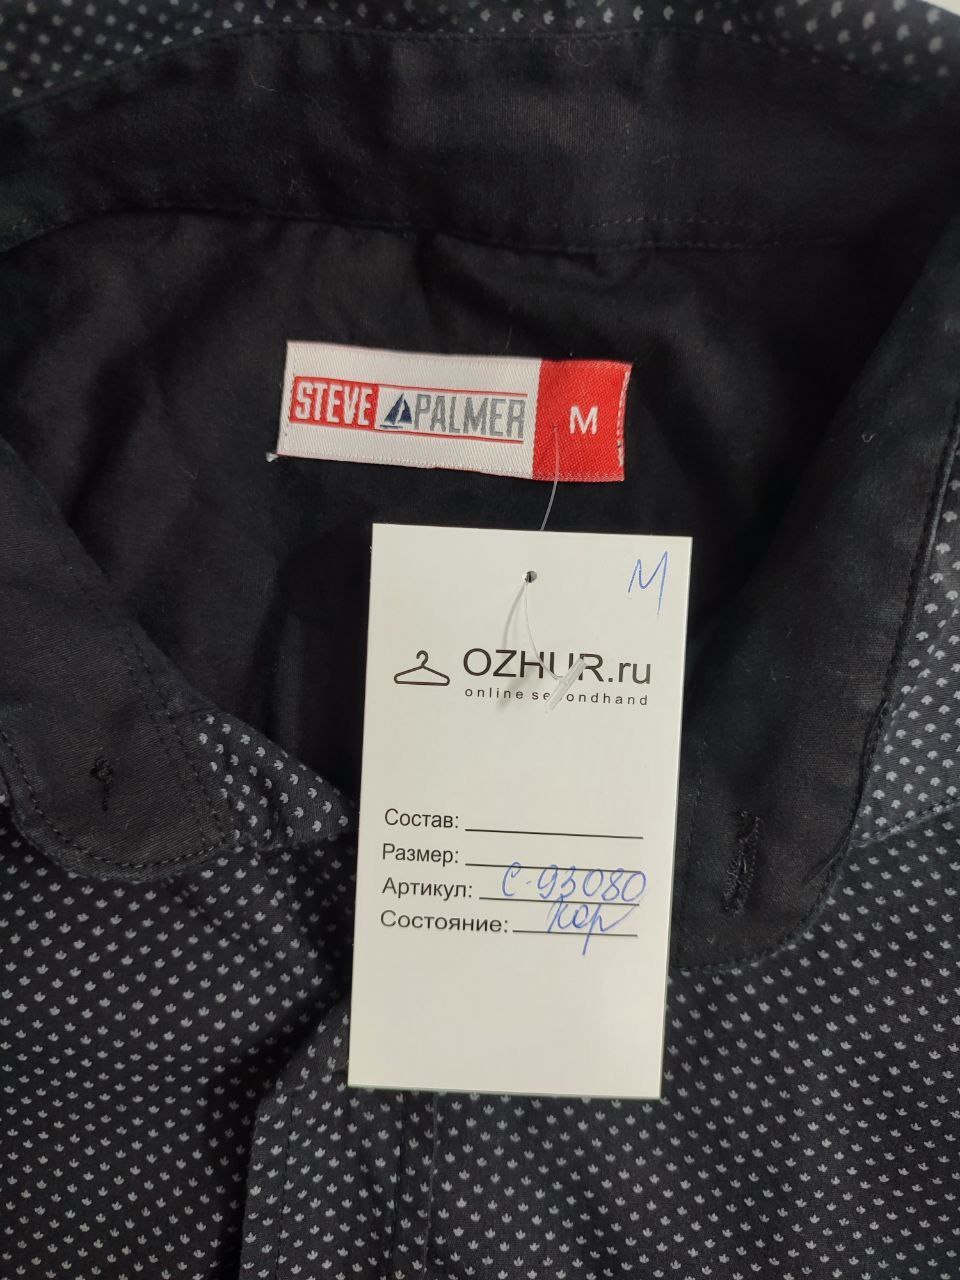 STEVE PALMER M
M
OZHUR.ru
online secondhand
Состав:
Размер:
Артикул: С-93080
Состояние: Хор